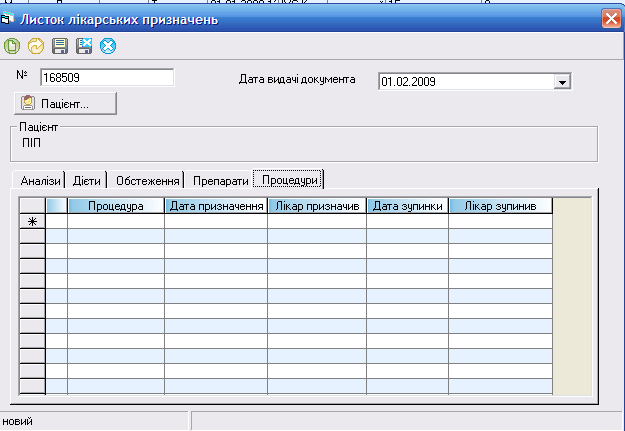 Листок лікарських призначень
№ 168509 Дата видачі документа 01.02.2009
Пацієнт...
Пацієнт
ПІП
Аналізи Дієти Обстеження Препарати Процедури
Процедура Дата призначення Лікар призначив Дата зупинки Лікар зупинив
новий